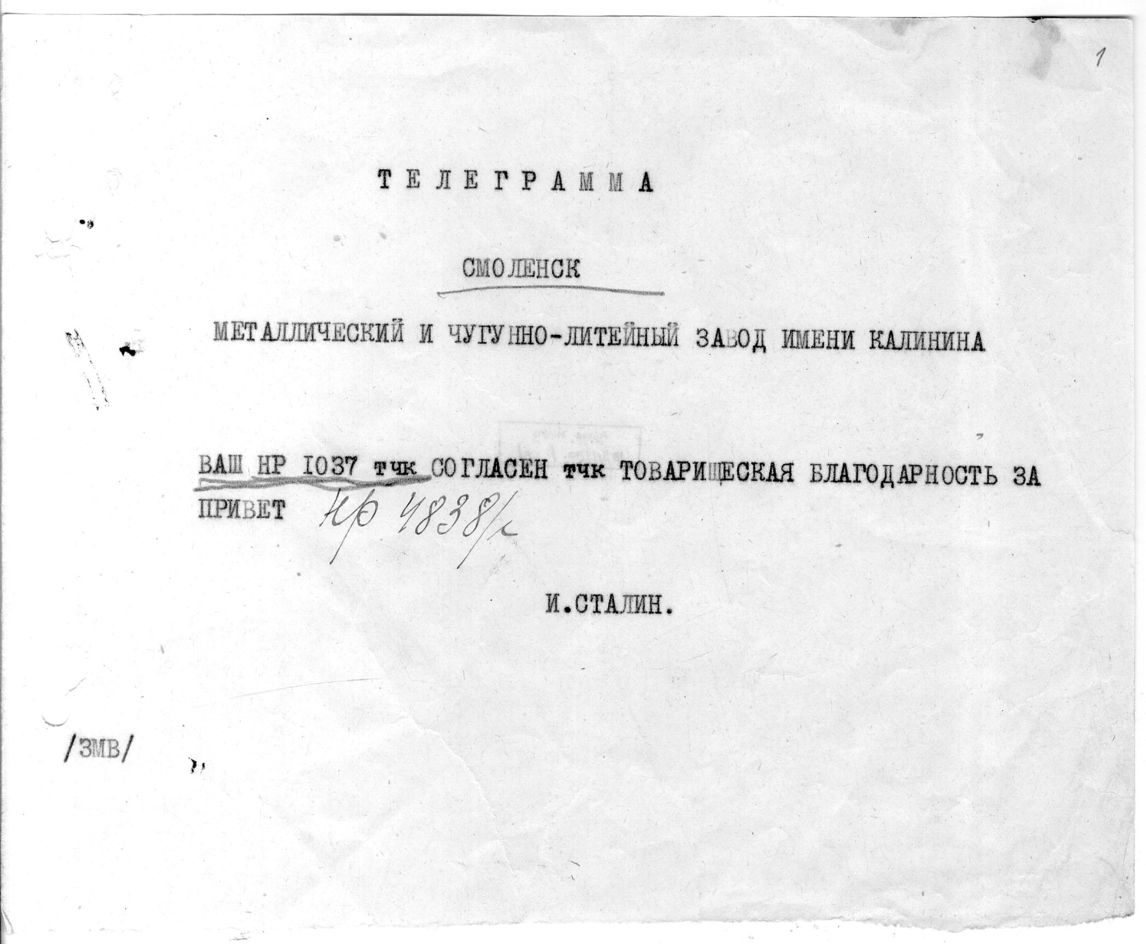 1
ТЕЛЕГРАММА
СМОЛЕНСК
МЕТАЛЛИЧЕСКИЙ И ЧУГУННО-ЛИТЕЙНЫЙ ЗАВОД ИМЕНИ КАЛИНИНА
ВАШ НР 1037 тчк СОГЛАСЕН тчк ТОВАРИЩЕСКАЯ БЛАГОДАРНОСТЬ ЗА
ПРИВЕТ нр 4838/
И.СТАЛИН.
/ЗМВ/